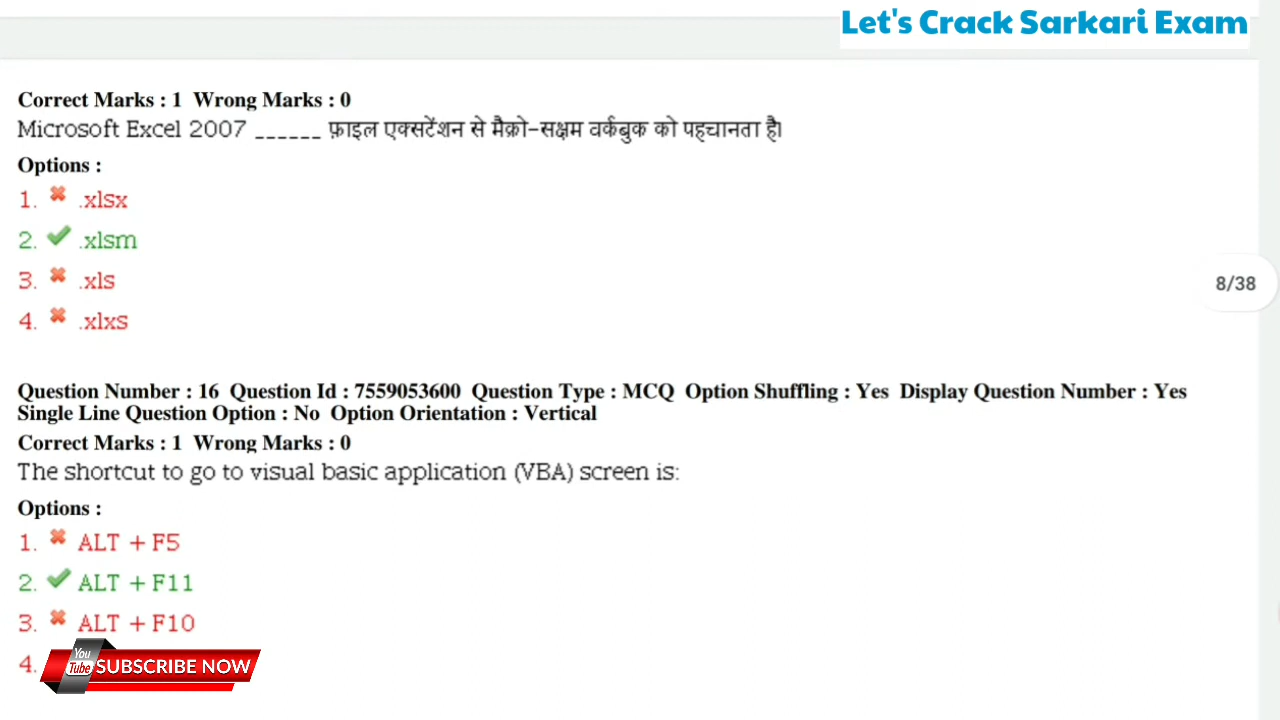 Let's Crack Sarkari Exam
Correct Marks : 1 Wrong Marks : 0
Microsoft Excel 2007 ______ फ़ाइल एक्सटेंशन से मैक्रो-सक्षम वर्कबुक को पहचानता है।
Options :
1. .xlsx
2. .xlsm
3. .xls
4. .xlxs
8/38
Question Number : 16 Question Id : 7559053600 Question Type : MCQ Option Shuffling : Yes Display Question Number : Yes
Single Line Question Option : No Option Orientation : Vertical
Correct Marks : 1 Wrong Marks : 0
The shortcut to go to visual basic application (VBA) screen is:
Options :
1. ALT + F5
2. ALT + F11
3. ALT + F10
4.
You Tube SUBSCRIBE NOW